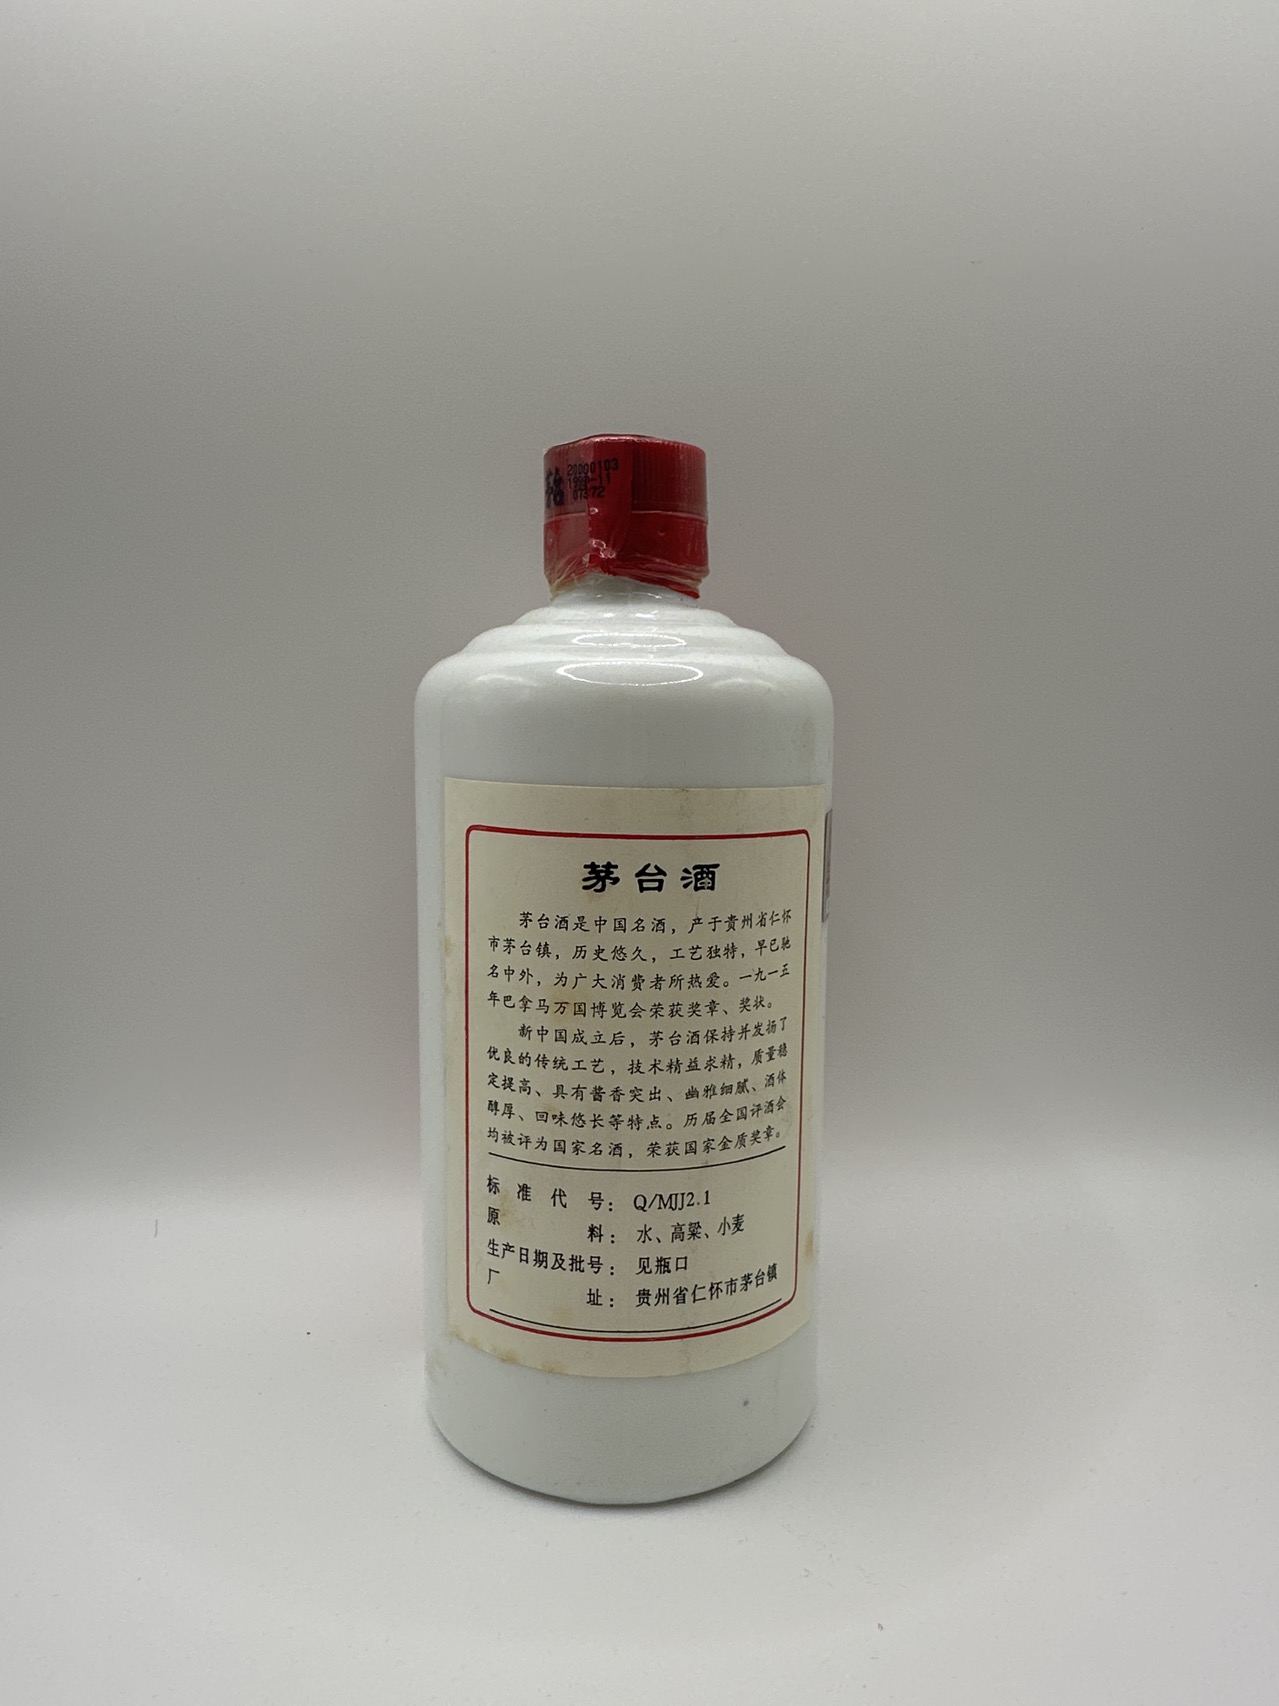 茅台
20000103
茅台酒
茅台酒是中国名酒，产于贵州省仁怀
市茅台镇，历史悠久，工艺独特，早已驰
名中外，为广大消费者所热爱。一九一五
年巴拿马万国博览会荣获奖章、奖状。
新中国成立后，茅台酒保持并发扬了
优良的传统工艺，技术精益求精，质量稳
定提高、具有酱香突出、幽雅细腻、酒体
醇厚、回味悠长等特点。历届全国评酒会
均被评为国家名酒，荣获国家金质奖章。
标准代号：Q/MJJ2.1
原料：水、高粱、小麦
生产日期及批号：见瓶口
厂址：贵州省仁怀市茅台镇